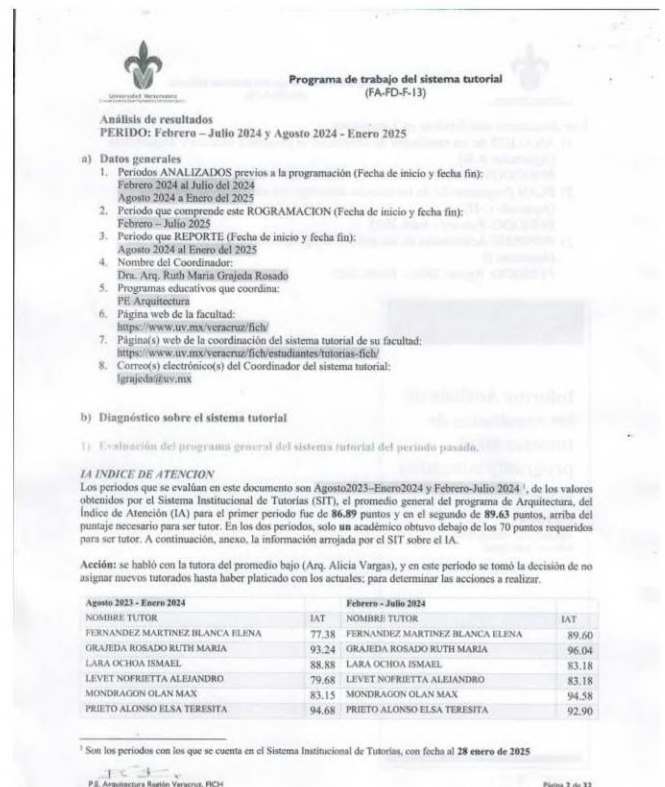 Universidad Veracruzana
Programa de trabajo del sistema tutorial
(FA-FD-F-13)
Análisis de resultados
PERIDO: Febrero – Julio 2024 y Agosto 2024 - Enero 2025
a) Datos generales
1. Periodos ANALIZADOS previos a la programación (Fecha de inicio y fecha fin):
Febrero 2024 al Julio del 2024
Agosto 2024 a Enero del 2025
2. Periodo que comprende este ROGRAMACION (Fecha de inicio y fecha fin):
Febrero – Julio 2025
3. Periodo que REPORTE (Fecha de inicio y fecha fin):
Agosto 2024 al Enero del 2025
4. Nombre del Coordinador:
Dra. Arq. Ruth Maria Grajeda Rosado
5. Programas educativos que coordina:
PE Arquitectura
6. Página web de la facultad:
https://www.uv.mx/veracruz/fich/
7. Página(s) web de la coordinación del sistema tutorial de su facultad:
https://www.uv.mx/veracruz/fich/estudiantes/tutorias-fich/
8. Correo(s) electrónico(s) del Coordinador del sistema tutorial:
lgrajeda@uv.mx
b) Diagnóstico sobre el sistema tutorial
1) Evaluación del programa general del sistema tutorial del periodo pasado.
IA INDICE DE ATENCION
Los periodos que se evalúan en este documento son Agosto2023–Enero2024 y Febrero-Julio 2024 ¹, de los valores
obtenidos por el Sistema Institucional de Tutorías (SIT), el promedio general del programa de Arquitectura, del
Índice de Atención (IA) para el primer periodo fue de 86.89 puntos y en el segundo de 89.63 puntos, arriba del
puntaje necesario para ser tutor. En los dos periodos, solo un académico obtuvo debajo de los 70 puntos requeridos
para ser tutor. A continuación, anexo, la información arrojada por el SIT sobre el IA.
Acción: se habló con la tutora del promedio bajo (Arq. Alicia Vargas), y en este periodo se tomó la decisión de no
asignar nuevos tutorados hasta haber platicado con los actuales; para determinar las acciones a realizar.
Agosto 2023 - Enero 2024 Febrero - Julio 2024
NOMBRE TUTOR IAT NOMBRE TUTOR IAT
FERNANDEZ MARTINEZ BLANCA ELENA 77.38 FERNANDEZ MARTINEZ BLANCA ELENA 89.60
GRAJEDA ROSADO RUTH MARIA 93.24 GRAJEDA ROSADO RUTH MARIA 96.04
LARA OCHOA ISMAEL 88.88 LARA OCHOA ISMAEL 83.18
LEVET NOFRIETTA ALEJANDRO 79.68 LEVET NOFRIETTA ALEJANDRO 83.18
MONDRAGON OLAN MAX 83.15 MONDRAGON OLAN MAX 94.58
PRIETO ALONSO ELSA TERESITA 94.68 PRIETO ALONSO ELSA TERESITA 92.90
¹ Son los periodos con los que se cuenta en el Sistema Institucional de Tutorías, con fecha al 28 enero de 2025
P.E. Arquitectura Región Veracruz, FICH Página 2 de 32